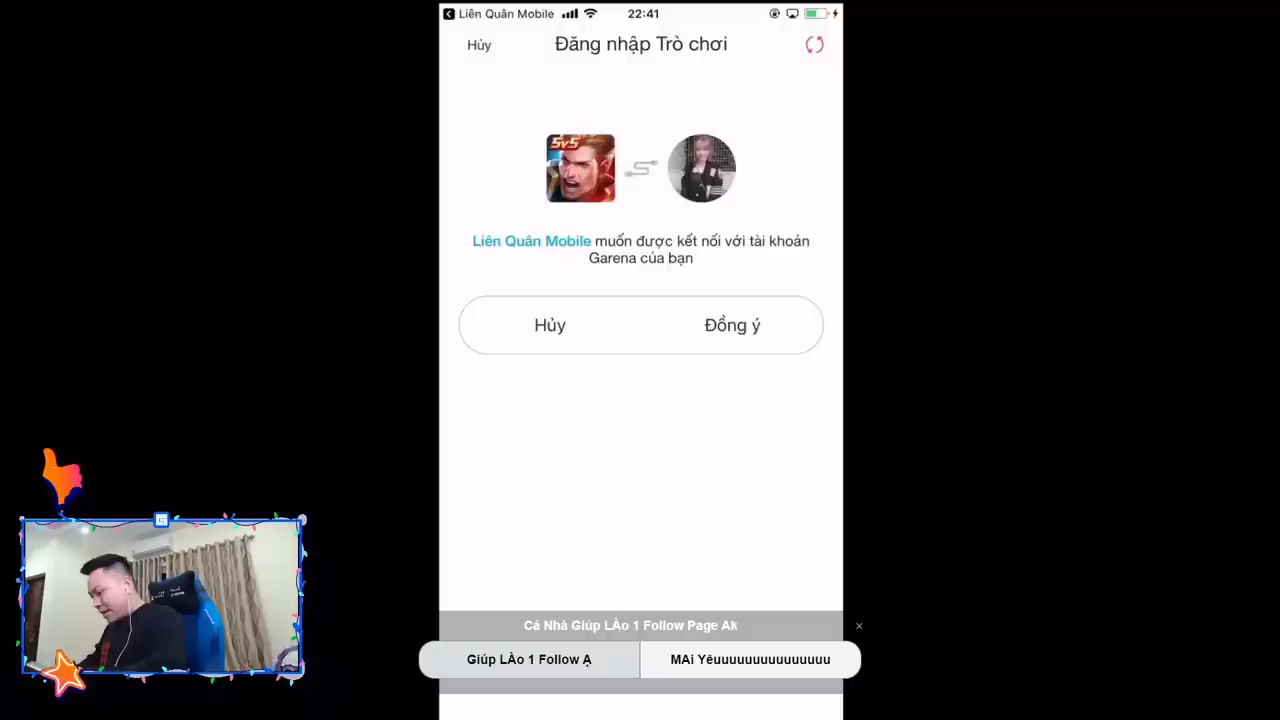 Liên Quân Mobile
22:41
Hủy
Đăng nhập Trò chơi
5v5
Liên Quân Mobile muốn được kết nối với tài khoản
Garena của bạn
Hủy
Đồng ý
Cả Nhà Giúp LÀo 1 Follow Page Ak
Giúp LÀo 1 Follow Ạ
MAi Yêuuuuuuuuuuuuuuu